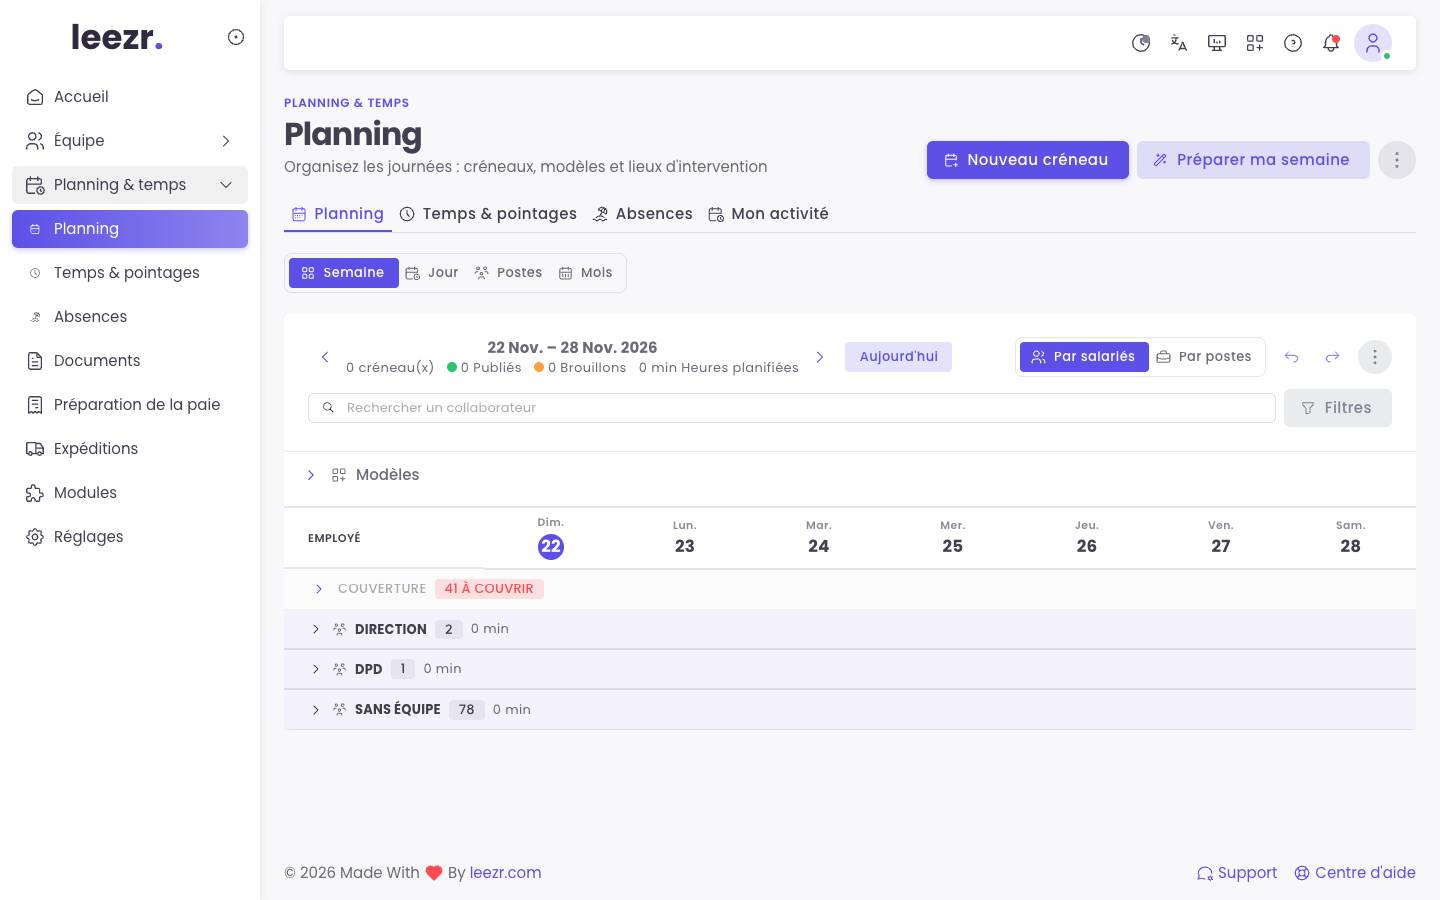 leezr.
Accueil
Équipe
Planning & temps
Planning
Temps & pointages
Absences
Documents
Préparation de la paie
Expéditions
Modules
Réglages
PLANNING & TEMPS
Planning
Organisez les journées : créneaux, modèles et lieux d'intervention
Nouveau créneau
Préparer ma semaine
Planning Temps & pointages Absences Mon activité
Semaine Jour Postes Mois
22 Nov. – 28 Nov. 2026
0 créneau(x) 0 Publiés 0 Brouillons 0 min Heures planifiées
Aujourd'hui
Par salariés Par postes
Rechercher un collaborateur
Filtres
Modèles
EMPLOYÉ
Dim. Lun. Mar. Mer. Jeu. Ven. Sam.
22 23 24 25 26 27 28
COUVERTURE 41 À COUVRIR
DIRECTION 2 0 min
DPD 1 0 min
SANS ÉQUIPE 78 0 min
© 2026 Made With By leezr.com
Support Centre d'aide